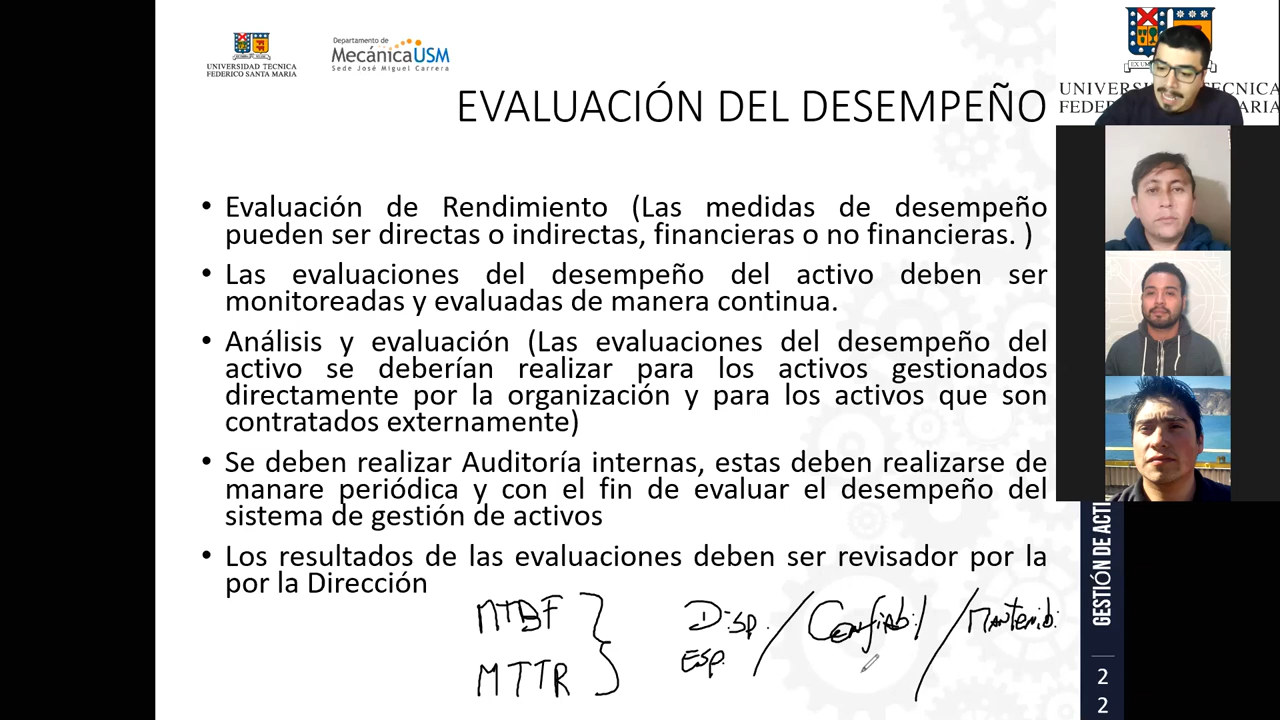 UNIVERSIDAD TECNICA
FEDERICO SANTA MARIA
Departamento de
MecánicaUSM
Sede José Miguel Carrera
EVALUACIÓN DEL DESEMPEÑO
• Evaluación de Rendimiento (Las medidas de desempeño
pueden ser directas o indirectas, financieras o no financieras. )
• Las evaluaciones del desempeño del activo deben ser
monitoreadas y evaluadas de manera continua.
• Análisis y evaluación (Las evaluaciones del desempeño del
activo se deberían realizar para los activos gestionados
directamente por la organización y para los activos que son
contratados externamente)
• Se deben realizar Auditoría internas, estas deben realizarse de
manare periódica y con el fin de evaluar el desempeño del
sistema de gestión de activos
• Los resultados de las evaluaciones deben ser revisador por la
por la Dirección
MTBF
MTTR
Disp. / Confiab. / Mantenib.
Esp.
GESTIÓN DE ACTI
2
2
UNIVERS TECNICA
FEDER MARIA